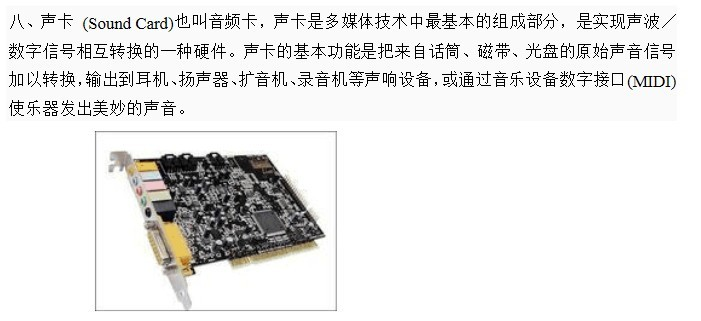 八、声卡 (Sound Card)也叫音频卡，声卡是多媒体技术中最基本的组成部分，是实现声波／
数字信号相互转换的一种硬件。声卡的基本功能是把来自话筒、磁带、光盘的原始声音信号
加以转换，输出到耳机、扬声器、扩音机、录音机等声响设备，或通过音乐设备数字接口(MIDI)
使乐器发出美妙的声音。